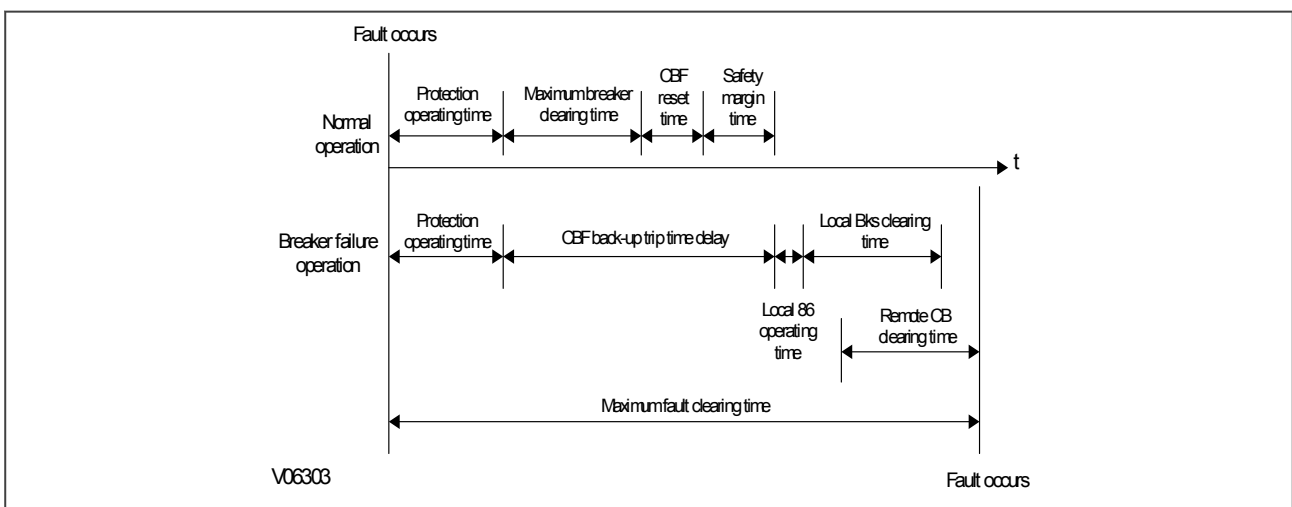 Fault occurs
Normal
operation
Protection
operating time
Maximum breaker
clearing time
CBF
reset
time
Safety
margin
time
t
Breaker failure
operation
Protection
operating time
CBF back-up trip time delay
Local 86
operating
time
Local Bks clearing
time
Remote CB
clearing time
Maximum fault clearing time
V06303
Fault occurs